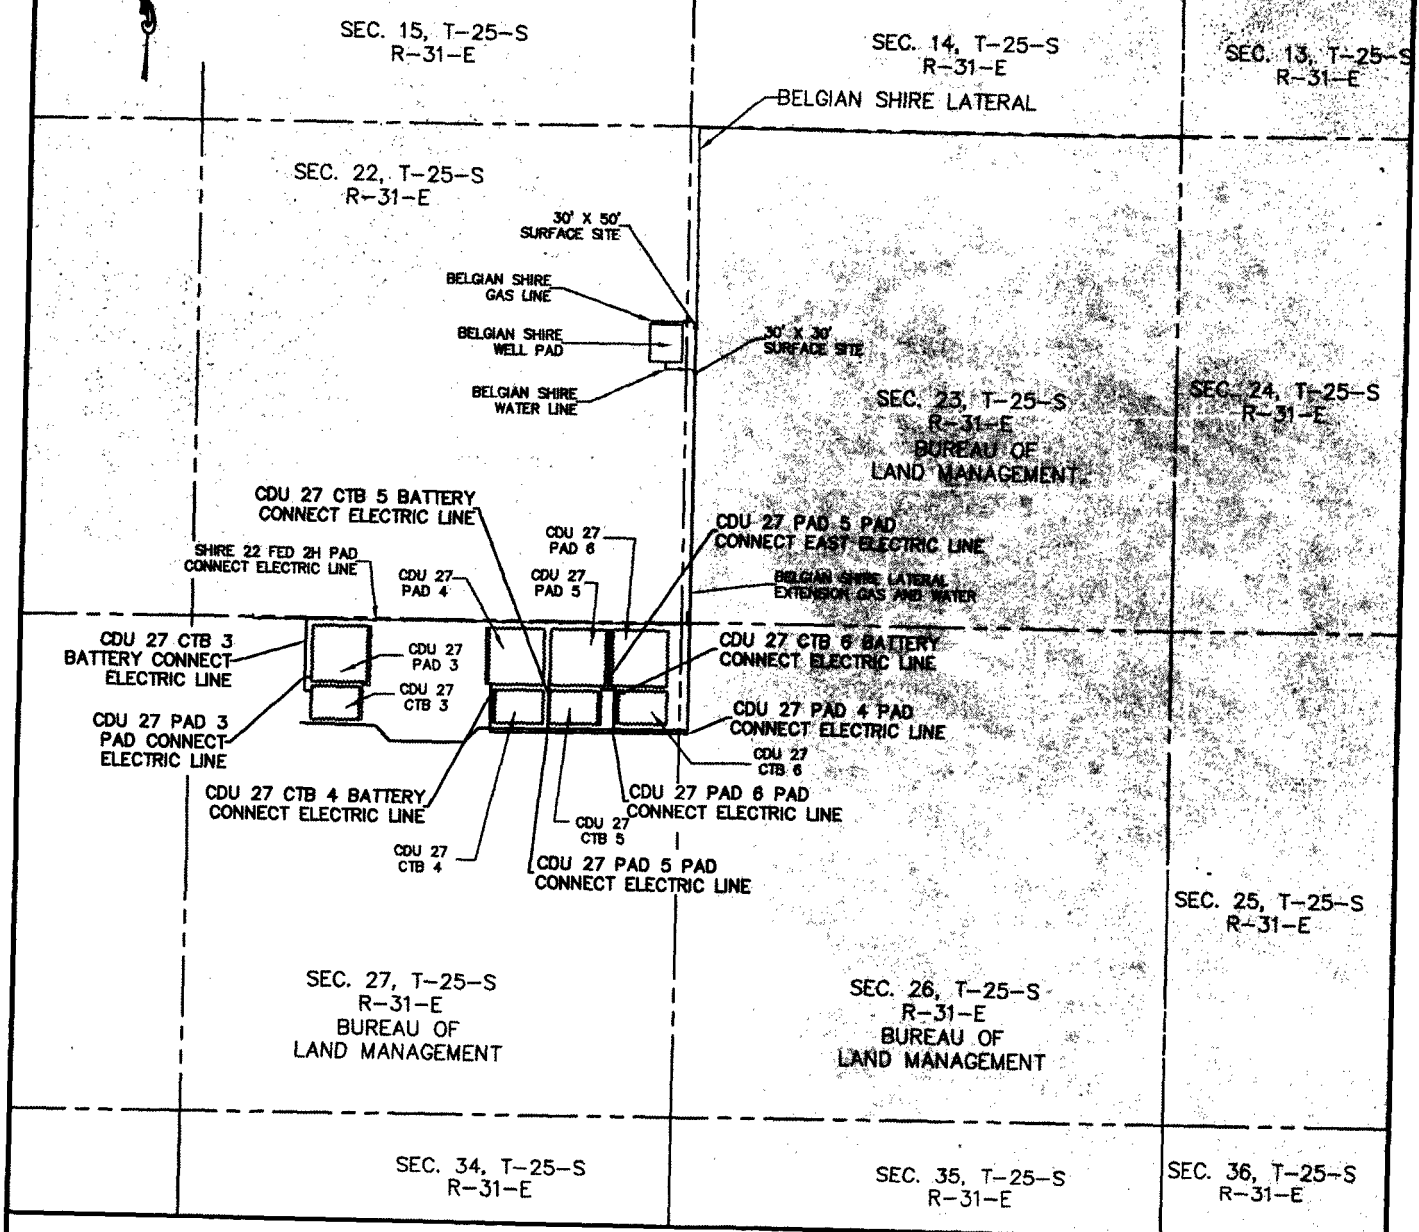 SEC. 15, T-25-S
R-31-E
SEC. 14, T-25-S
R-31-E
SEC. 13, T-25-S
R-31-E
BELGIAN SHIRE LATERAL
SEC. 22, T-25-S
R-31-E
30' X 50'
SURFACE SITE
BELGIAN SHIRE
GAS LINE
BELGIAN SHIRE
WELL PAD
30' X 30'
SURFACE SITE
BELGIAN SHIRE
WATER LINE
SEC. 23, T-25-S
R-31-E
BUREAU OF
LAND MANAGEMENT
SEC. 24, T-25-S
R-31-E
CDU 27 CTB 5 BATTERY
CONNECT ELECTRIC LINE
CDU 27
PAD 6
CDU 27 PAD 5 PAD
CONNECT EAST ELECTRIC LINE
SHIRE 22 FED 2H PAD
CONNECT ELECTRIC LINE
CDU 27
PAD 4
CDU 27
PAD 5
BELGIAN SHIRE LATERAL
EXTENSION GAS AND WATER
CDU 27 CTB 3
BATTERY CONNECT
ELECTRIC LINE
CDU 27
PAD 3
CDU 27
CTB 3
CDU 27 CTB 6 BATTERY
CONNECT ELECTRIC LINE
CDU 27 PAD 3
PAD CONNECT
ELECTRIC LINE
CDU 27 PAD 4 PAD
CONNECT ELECTRIC LINE
CDU 27
CTB 6
CDU 27 CTB 4 BATTERY
CONNECT ELECTRIC LINE
CDU 27 PAD 6 PAD
CONNECT ELECTRIC LINE
CDU 27
CTB 5
CDU 27
CTB 4
CDU 27 PAD 5 PAD
CONNECT ELECTRIC LINE
SEC. 25, T-25-S
R-31-E
SEC. 27, T-25-S
R-31-E
BUREAU OF
LAND MANAGEMENT
SEC. 26, T-25-S
R-31-E
BUREAU OF
LAND MANAGEMENT
SEC. 34, T-25-S
R-31-E
SEC. 35, T-25-S
R-31-E
SEC. 36, T-25-S
R-31-E